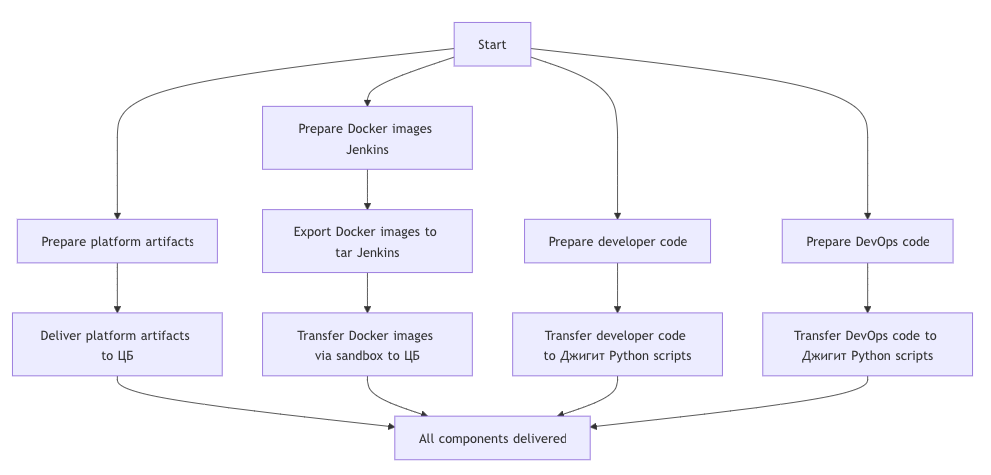 Start
Prepare Docker images
Jenkins
Prepare platform artifacts
Export Docker images to
tar Jenkins
Prepare developer code
Prepare DevOps code
Deliver platform artifacts
to ЦБ
Transfer Docker images
via sandbox to ЦБ
Transfer developer code
to Джигит Python scripts
Transfer DevOps code to
Джигит Python scripts
All components delivered